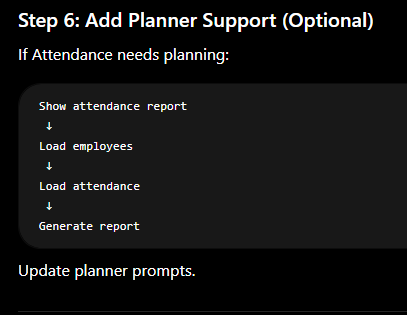 Step 6: Add Planner Support (Optional)
If Attendance needs planning:
Show attendance report
↓
Load employees
↓
Load attendance
↓
Generate report
Update planner prompts.